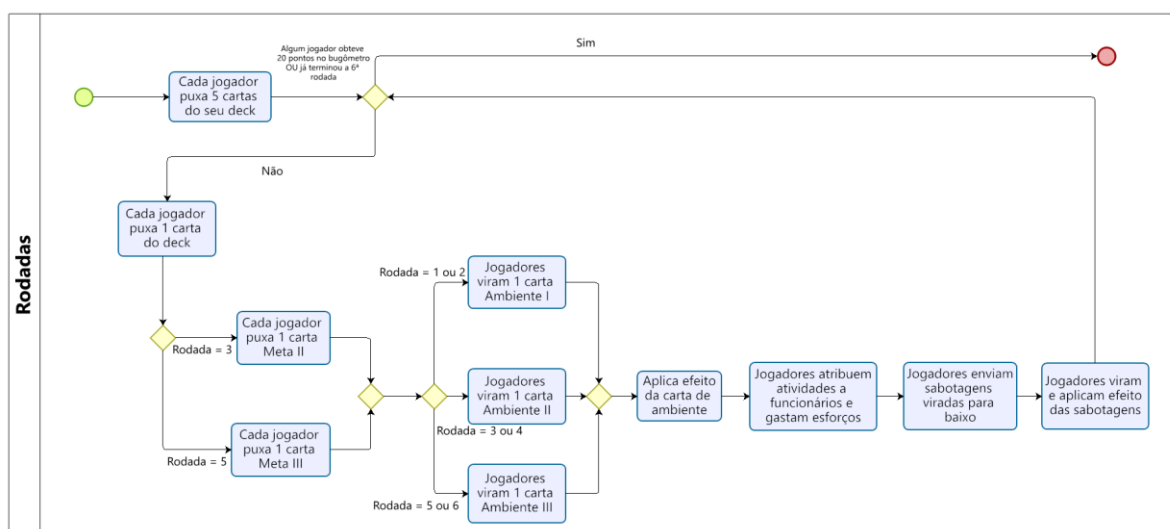 Rodadas
Algum jogador obteve
20 pontos no bugômetro
OU já terminou a 6ª
rodada
Sim
Cada jogador
puxa 5 cartas
do seu deck
Não
Cada jogador
puxa 1 carta
do deck
Rodada = 3
Cada jogador
puxa 1 carta
Meta II
Rodada = 5
Cada jogador
puxa 1 carta
Meta III
Rodada = 1 ou 2
Jogadores
viram 1 carta
Ambiente I
Jogadores
viram 1 carta
Ambiente II
Rodada = 3 ou 4
Jogadores
viram 1 carta
Ambiente III
Rodada = 5 ou 6
Aplica efeito
da carta de
ambiente
Jogadores atribuem
atividades a
funcionários e
gastam esforços
Jogadores enviam
sabotagens
viradas para
baixo
Jogadores viram
e aplicam efeito
das sabotagens